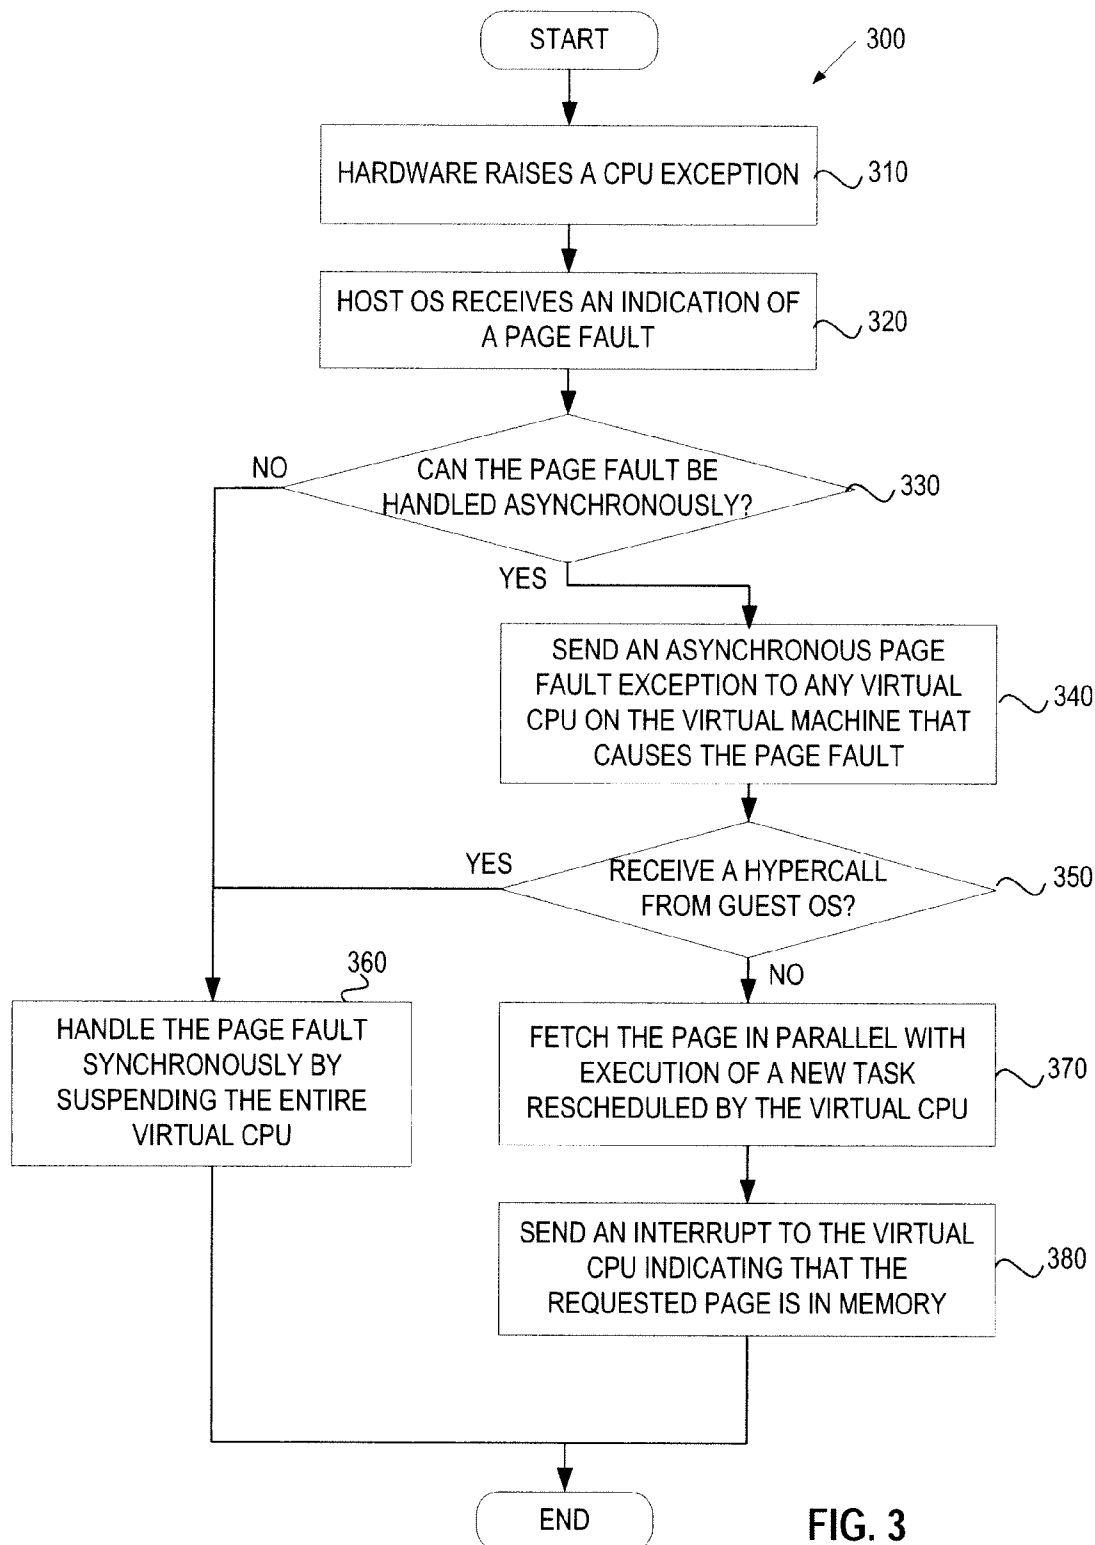 START
300
HARDWARE RAISES A CPU EXCEPTION
310
HOST OS RECEIVES AN INDICATION OF
A PAGE FAULT
320
NO
CAN THE PAGE FAULT BE
HANDLED ASYNCHRONOUSLY?
330
YES
SEND AN ASYNCHRONOUS PAGE
FAULT EXCEPTION TO ANY VIRTUAL
CPU ON THE VIRTUAL MACHINE THAT
CAUSES THE PAGE FAULT
340
YES
RECEIVE A HYPERCALL
FROM GUEST OS?
350
NO
360
HANDLE THE PAGE FAULT
SYNCHRONOUSLY BY
SUSPENDING THE ENTIRE
VIRTUAL CPU
FETCH THE PAGE IN PARALLEL WITH
EXECUTION OF A NEW TASK
RESCHEDULED BY THE VIRTUAL CPU
370
SEND AN INTERRUPT TO THE VIRTUAL
CPU INDICATING THAT THE
REQUESTED PAGE IS IN MEMORY
380
END
FIG. 3